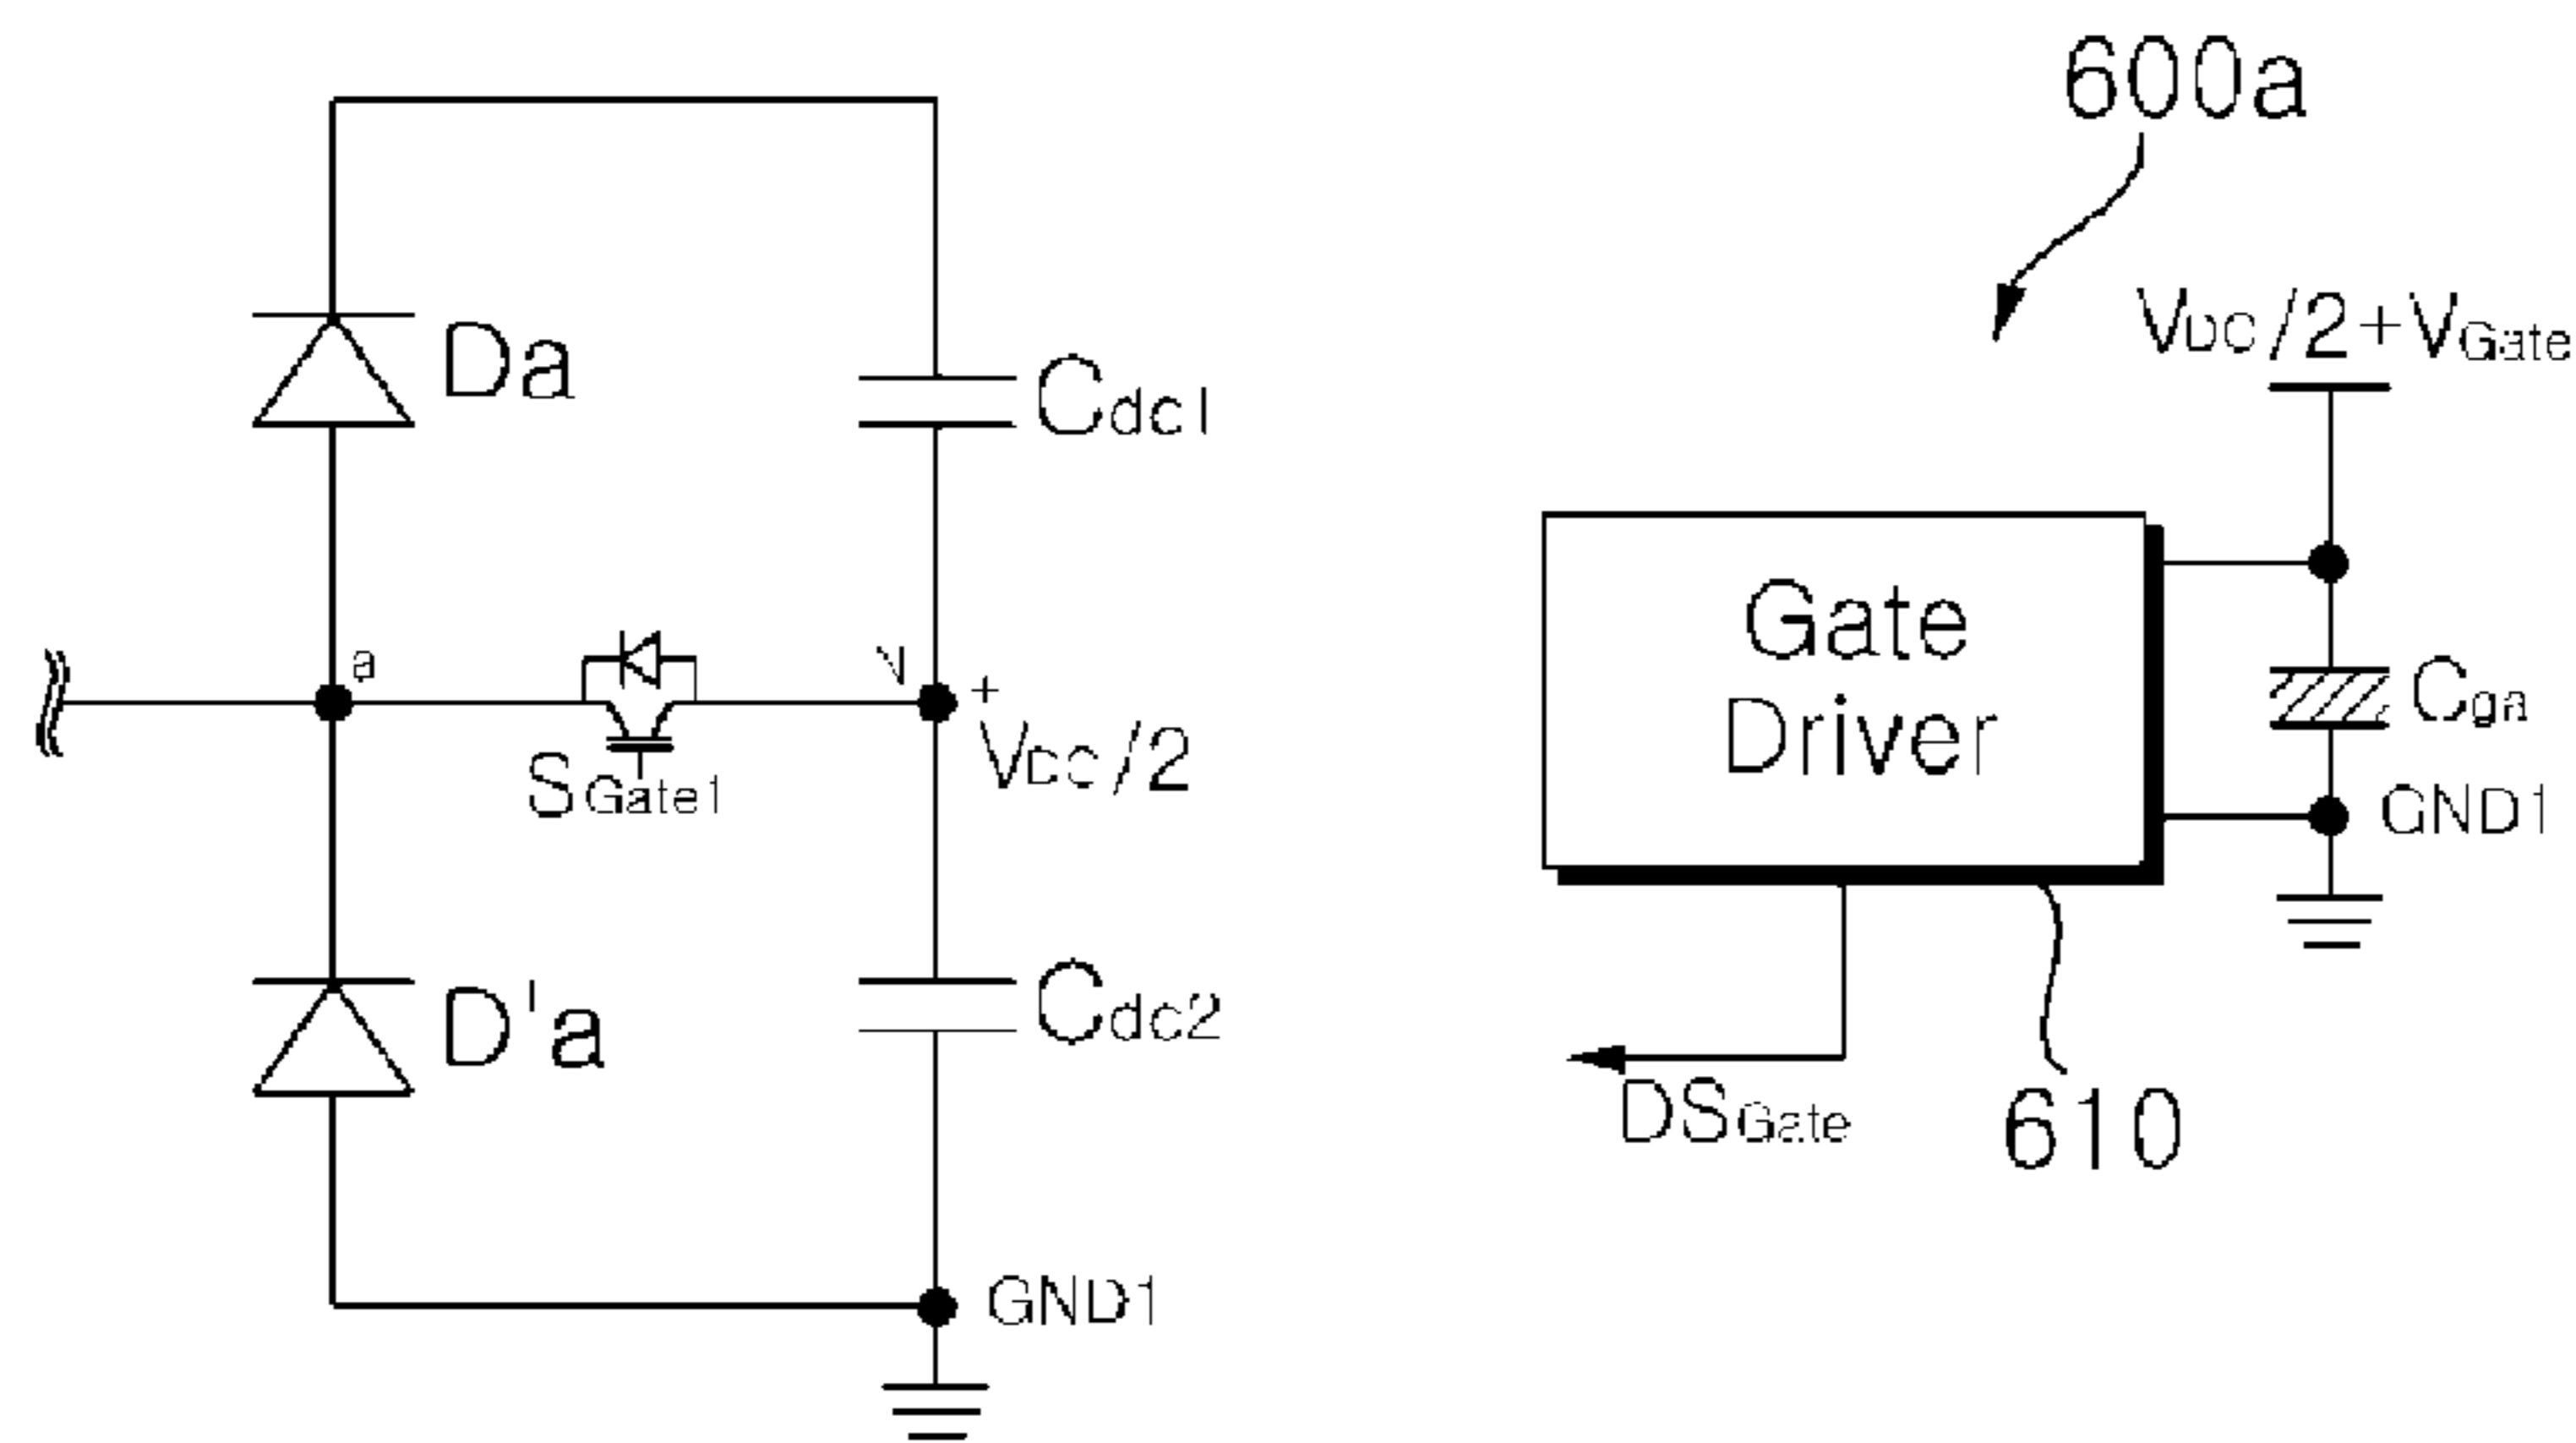 600a
VDC/2+VGate
Da
Cdc1
Gate
Driver
a
N
+
VDC/2
Cga
SGate1
GND1
D'a
Cdc2
DSGate
610
GND1